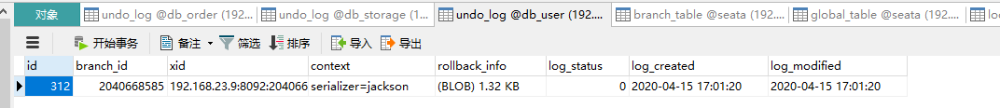 对象 undo_log @db_order (192.... undo_log @db_storage (1... undo_log @db_user (192.... branch_table @seata (192... global_table @seata (192... lo
开始事务 备注 筛选 排序 导入 导出
id branch_id xid context rollback_info log_status log_created log_modified
312 2040668585 192.168.23.9:8092:204066 serializer=jackson (BLOB) 1.32 KB 0 2020-04-15 17:01:20 2020-04-15 17:01:20